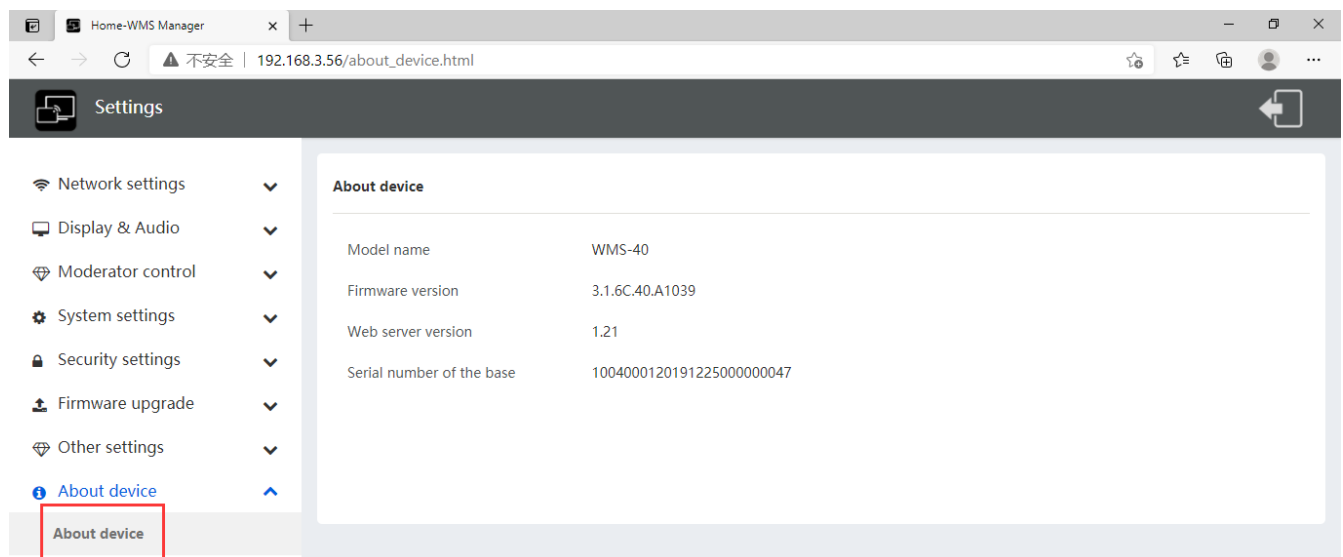 Home-WMS Manager
不安全 192.168.3.56/about_device.html
Settings
Network settings
Display & Audio
Moderator control
System settings
Security settings
Firmware upgrade
Other settings
About device
About device
About device
Model name WMS-40
Firmware version 3.1.6C.40.A1039
Web server version 1.21
Serial number of the base 1004000120191225000000047